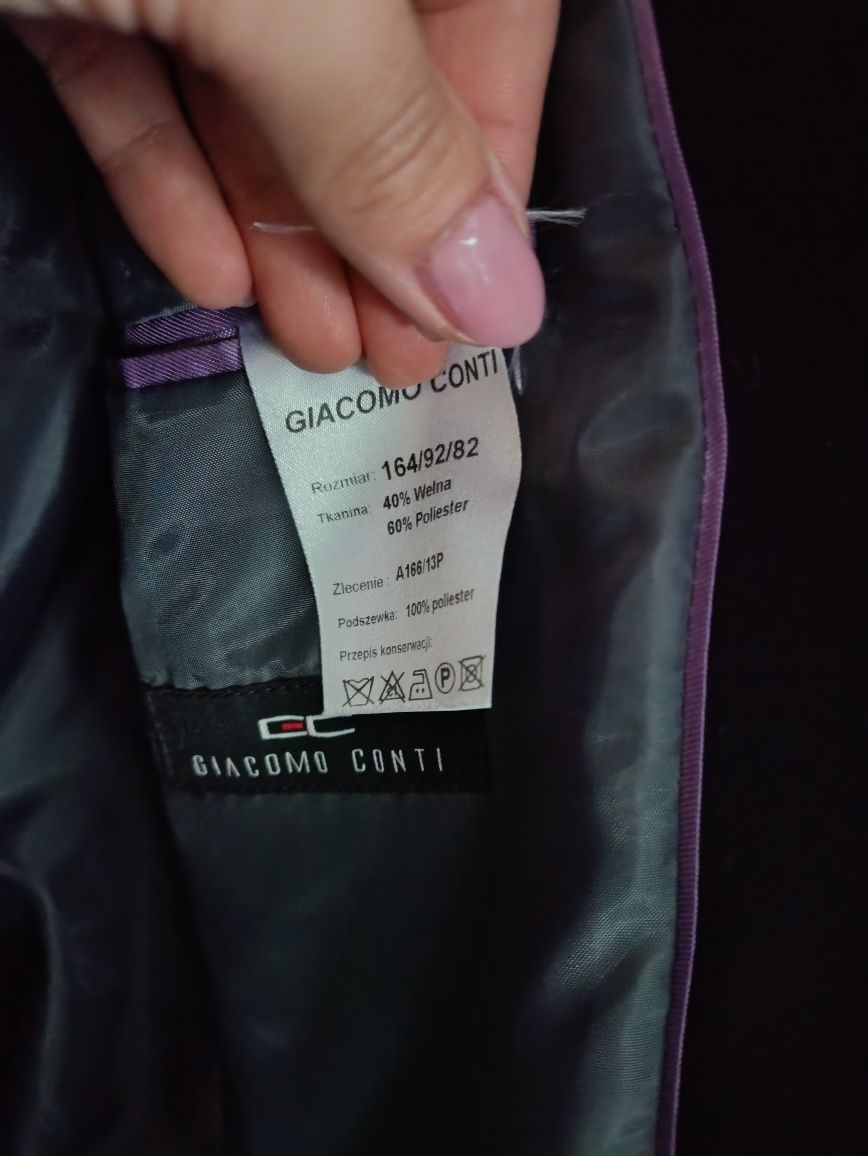 GIACOMO CONTI
Rozmiar: 164/92/82
Tkanina: 40% Wełna
60% Poliester
Zlecenie : A166/13P
Podszewka: 100% poliester
Przepis konserwacji:
P
GC
GIACOMO CONTI